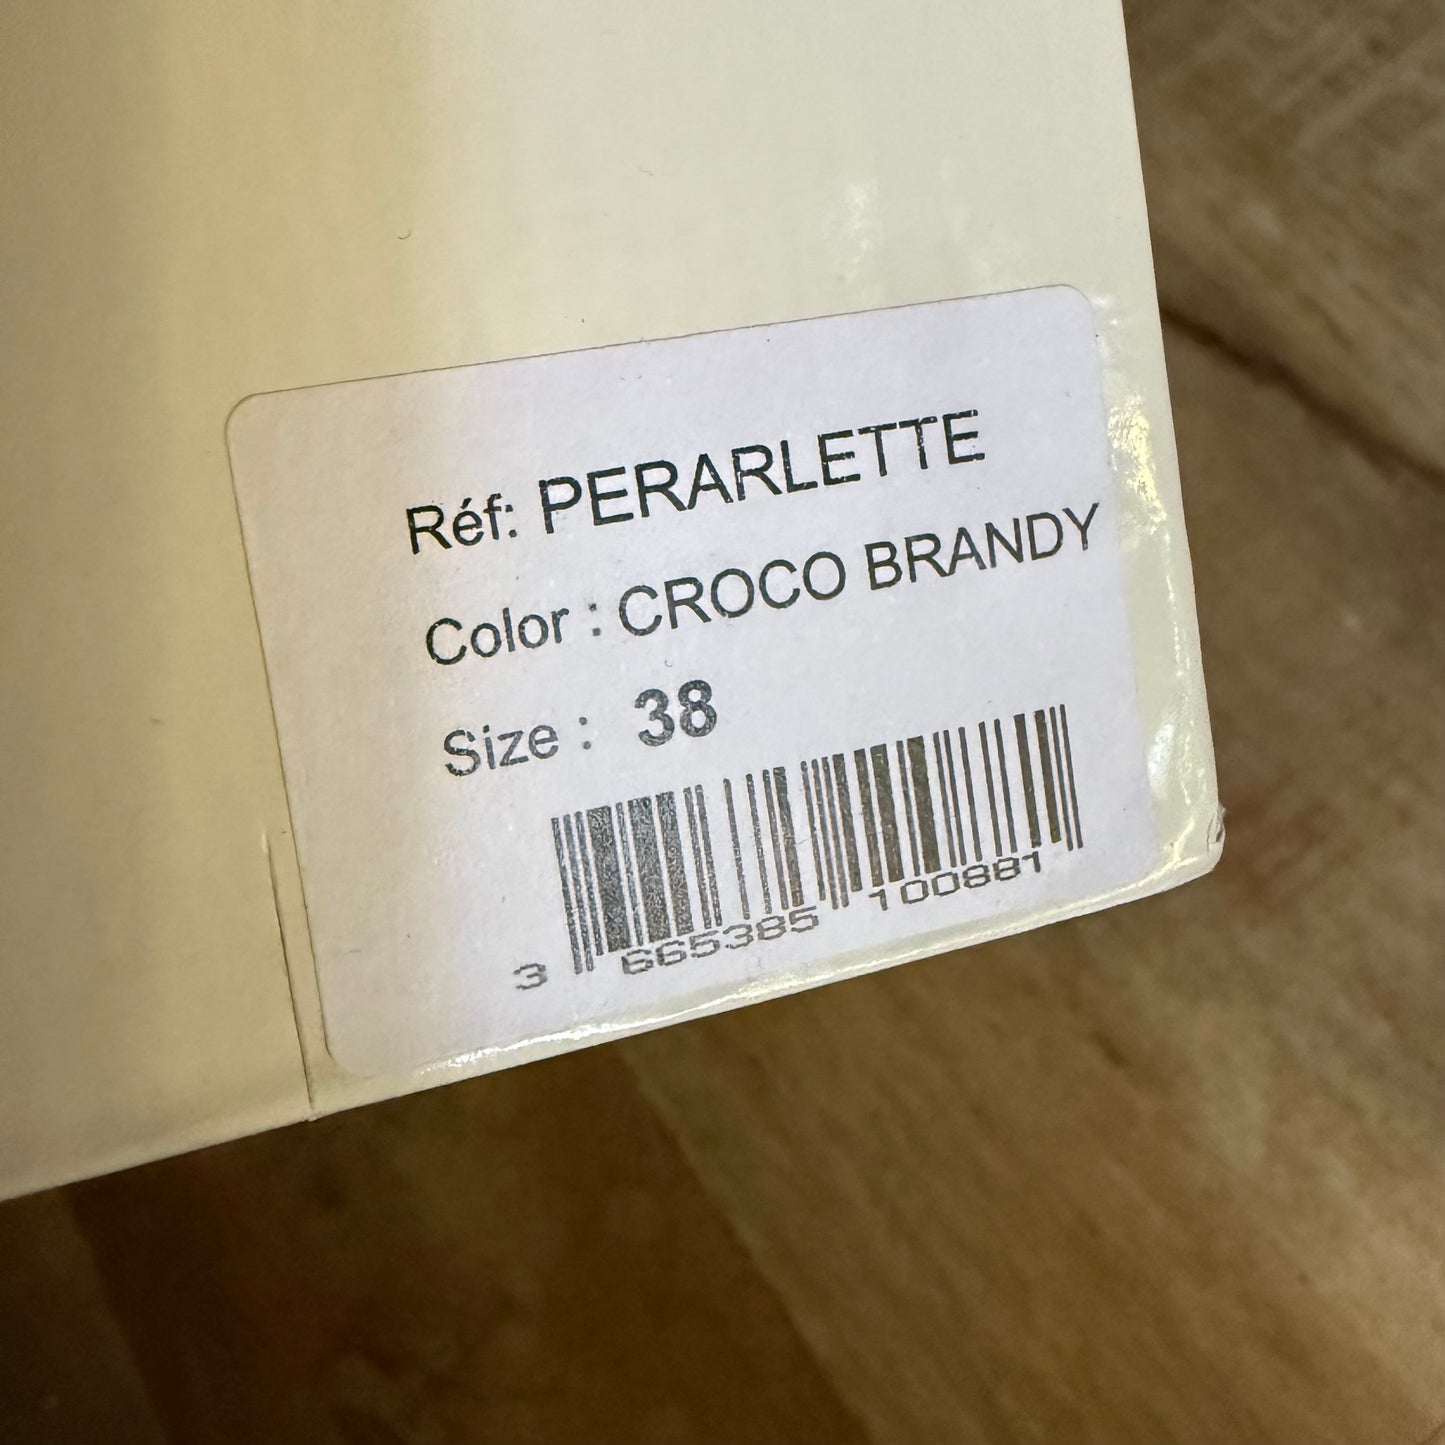 Réf: PERARLETTE
Color : CROCO BRANDY
Size : 38
3 665385 100881